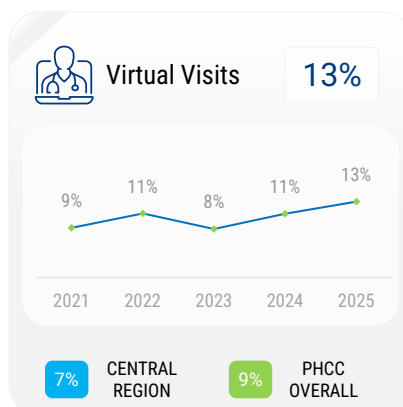 Virtual Visits 13%
9% 11% 8% 11% 13%
2021 2022 2023 2024 2025
7% CENTRAL REGION 9% PHCC OVERALL